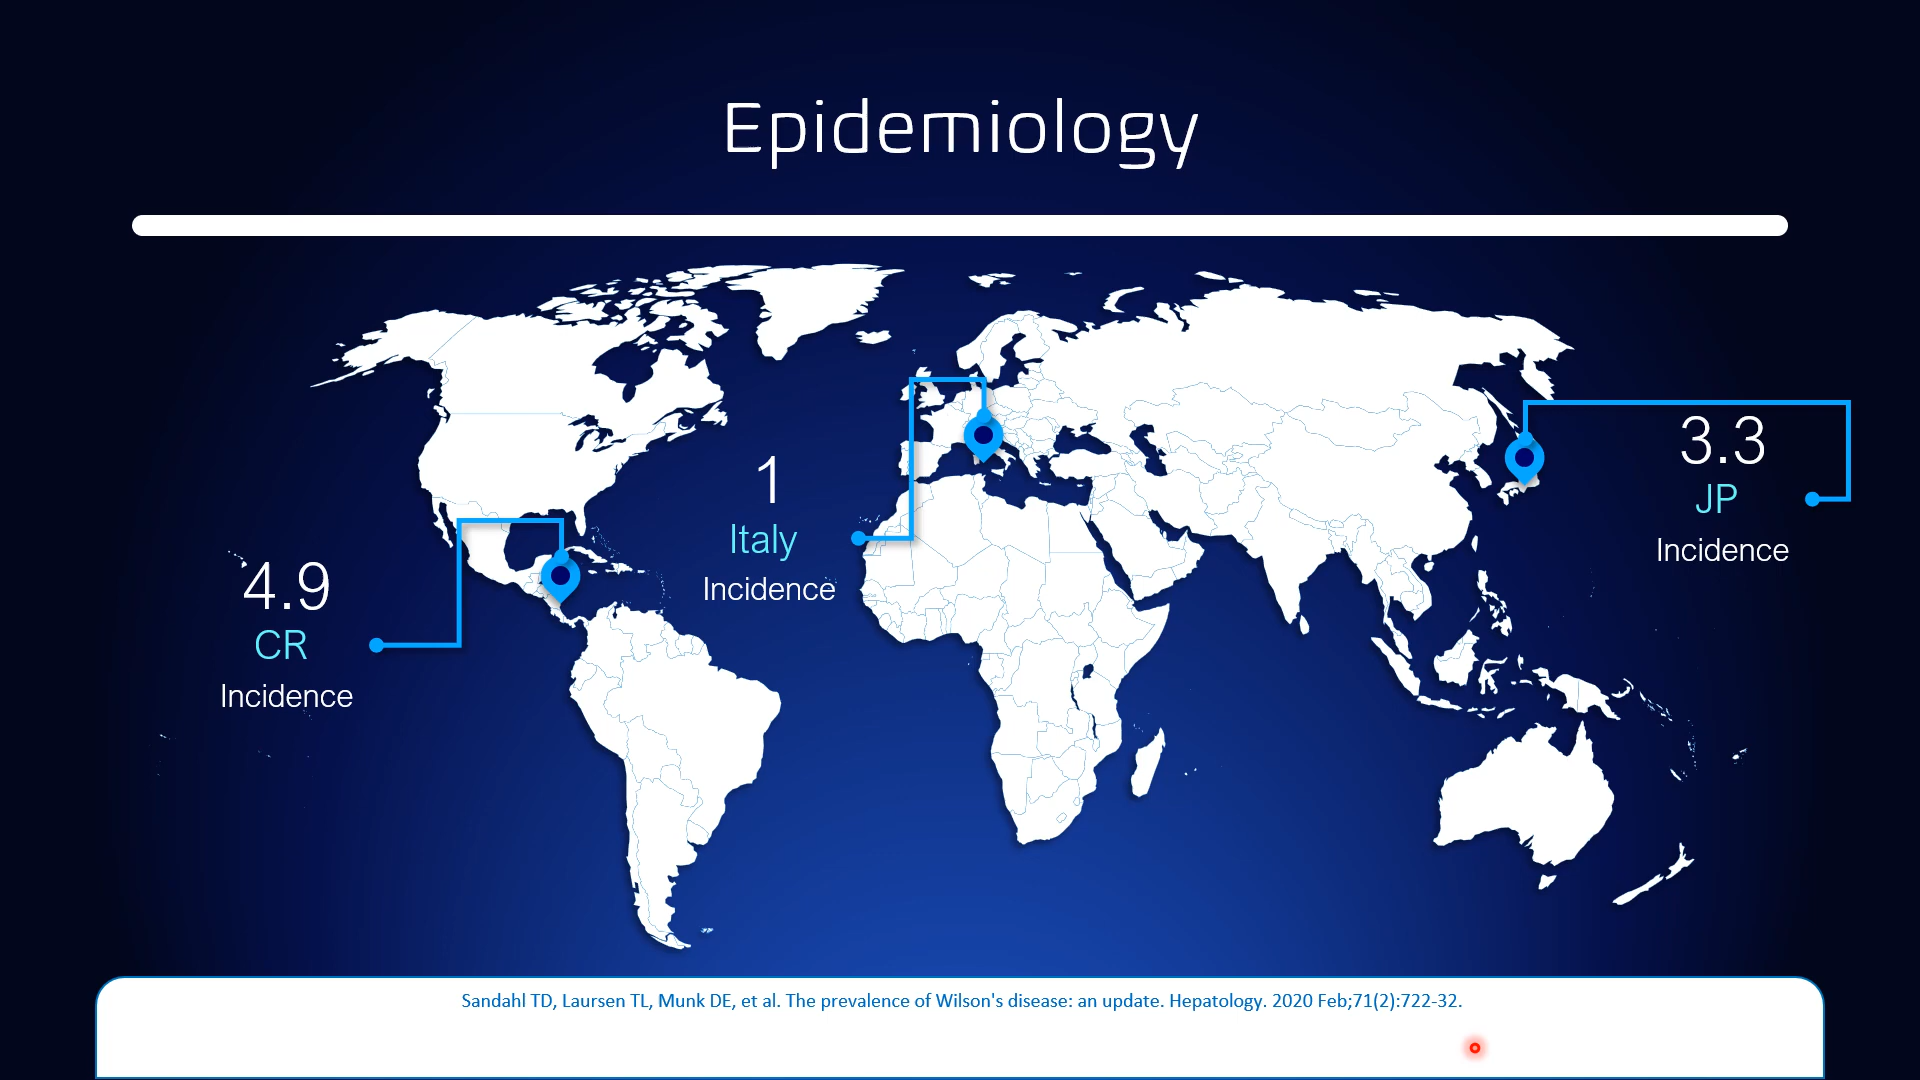 Epidemiology
4.9
CR
Incidence
1
Italy
Incidence
3.3
JP
Incidence
Sandahl TD, Laursen TL, Munk DE, et al. The prevalence of Wilson's disease: an update. Hepatology. 2020 Feb;71(2):722-32.